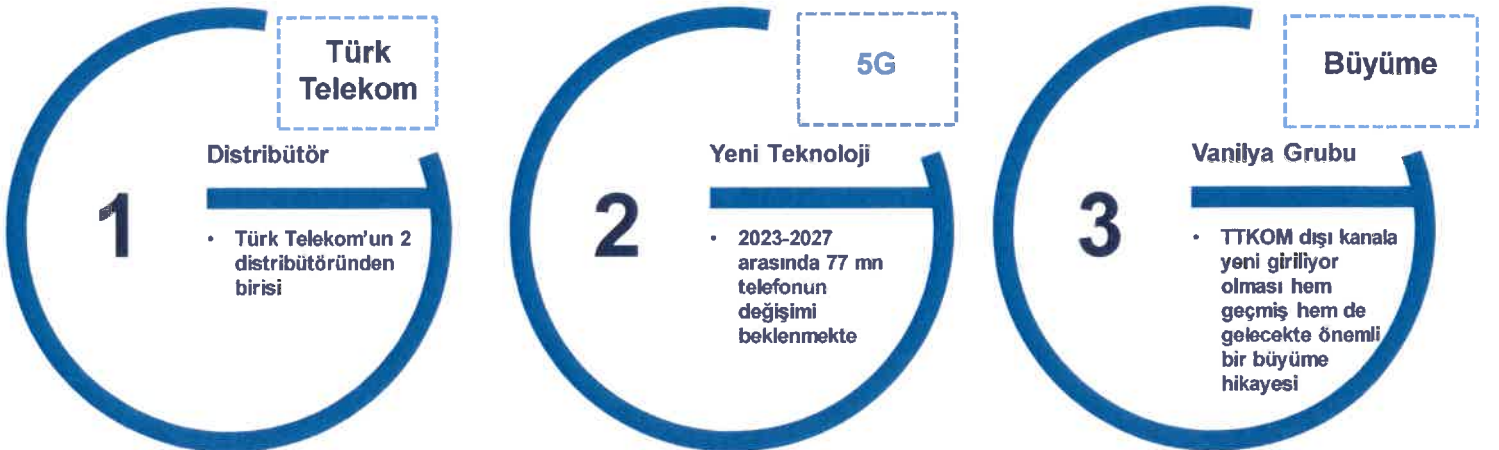 Türk
Telekom
Distribütör
1
• Türk Telekom'un 2
distribütöründen
birisi
5G
Yeni Teknoloji
2
• 2023-2027
arasında 77 mn
telefonun
değişimi
beklenmekte
Büyüme
Vanilya Grubu
3
• TTKOM dışı kanala
yeni giriliyor
olması hem
geçmiş hem de
gelecekte önemli
bir büyüme
hikayesi